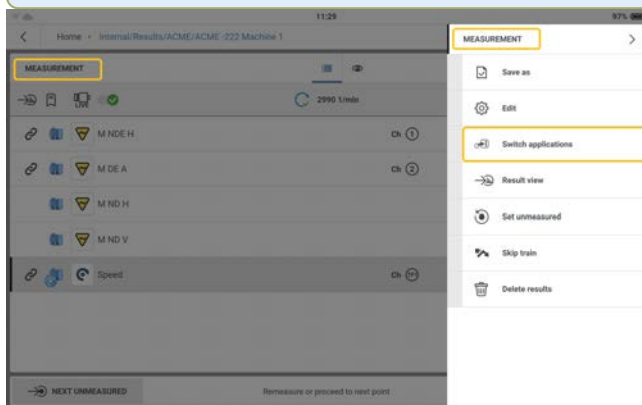 11:29
97%
Home
Internal/Results/ACME/ACME -222 Machine 1
MEASUREMENT
MEASUREMENT
Save as
LIVE
2990 1/min
Edit
M NDE H
Ch 1
Switch applications
M DE A
Ch 2
Result view
M ND H
Set unmeasured
M ND V
Skip train
Speed
Ch
Delete results
NEXT UNMEASURED
Remeasure or proceed to next point